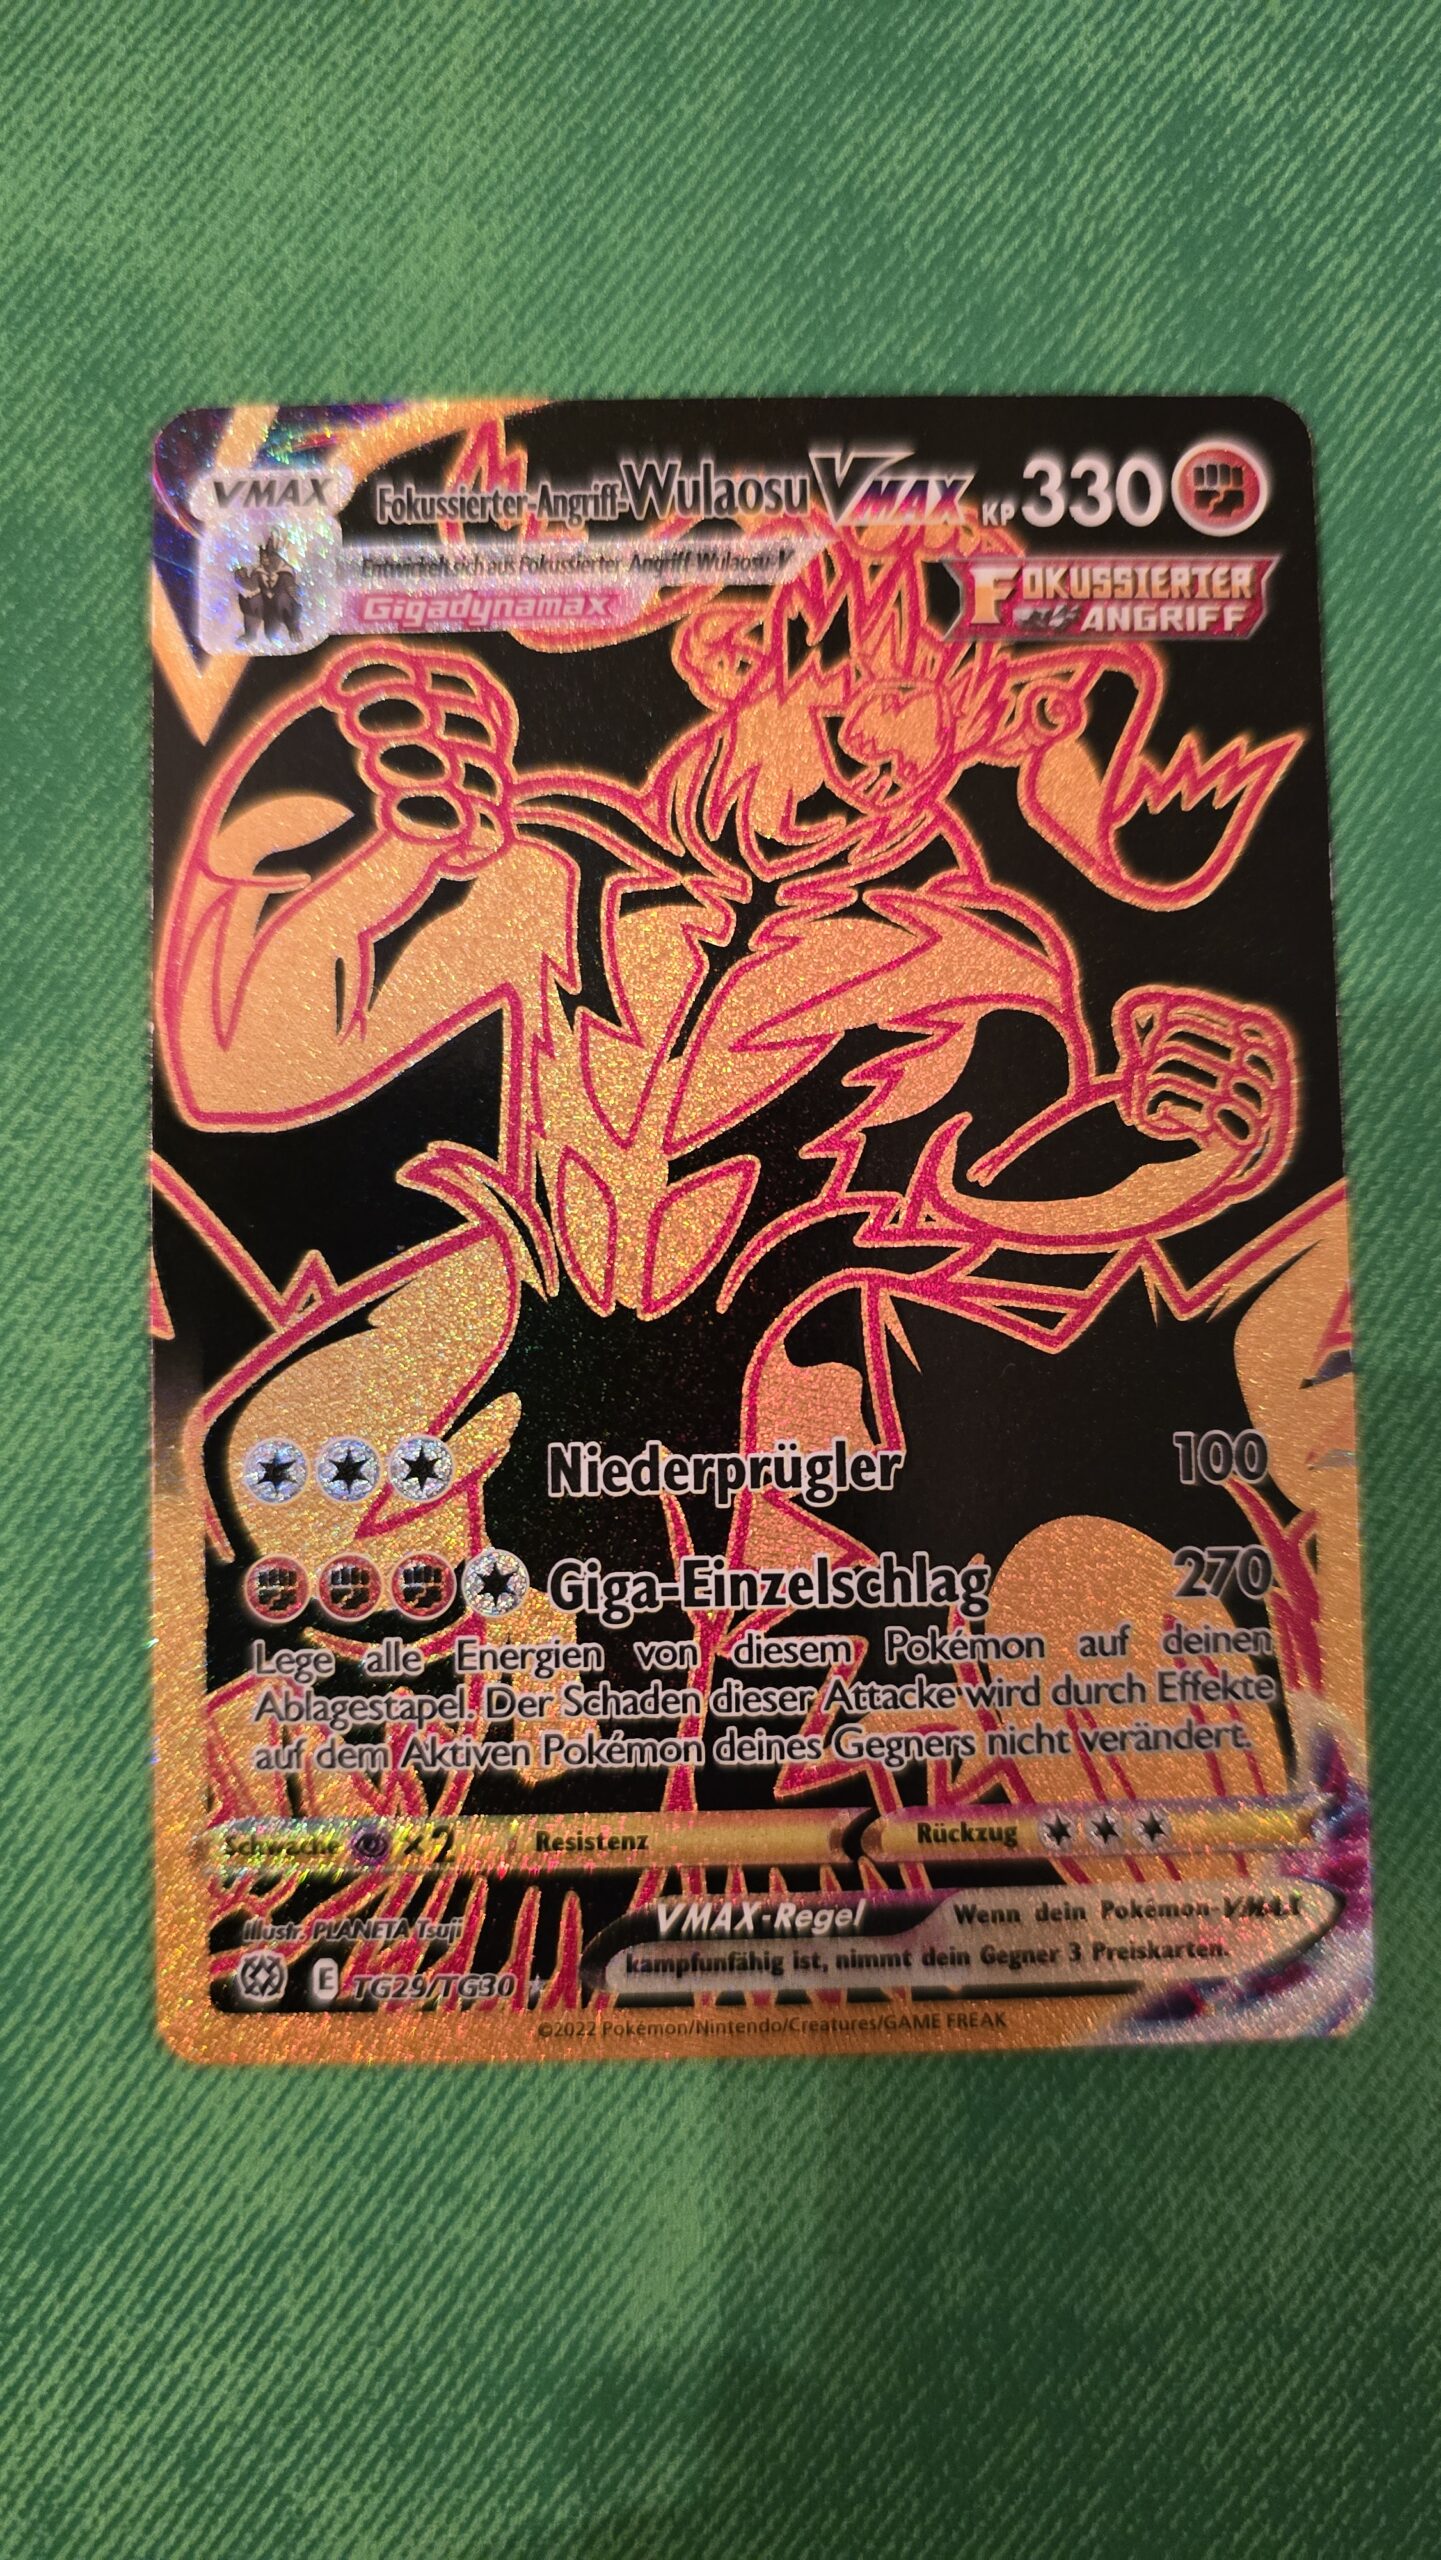 VMAX
Fokussierter-Angriff-Wulaosu VMAX KP 330
Entwickelt sich aus Fokussierter-Angriff-Wulaosu-V
Gigadynamax
FOKUSSIERTER
ANGRIFF
Niederprügler 100
Giga-Einzelschlag 270
Lege alle Energien von diesem Pokémon auf deinen
Ablagestapel. Der Schaden dieser Attacke wird durch Effekte
auf dem Aktiven Pokémon deines Gegners nicht verändert.
Schwäche ×2 Resistenz Rückzug
Illustr. PLANETA Tsuji
VMAX-Regel Wenn dein Pokémon-VMAX
kampfunfähig ist, nimmt dein Gegner 3 Preiskarten.
E TG29/TG30
©2022 Pokémon/Nintendo/Creatures/GAME FREAK